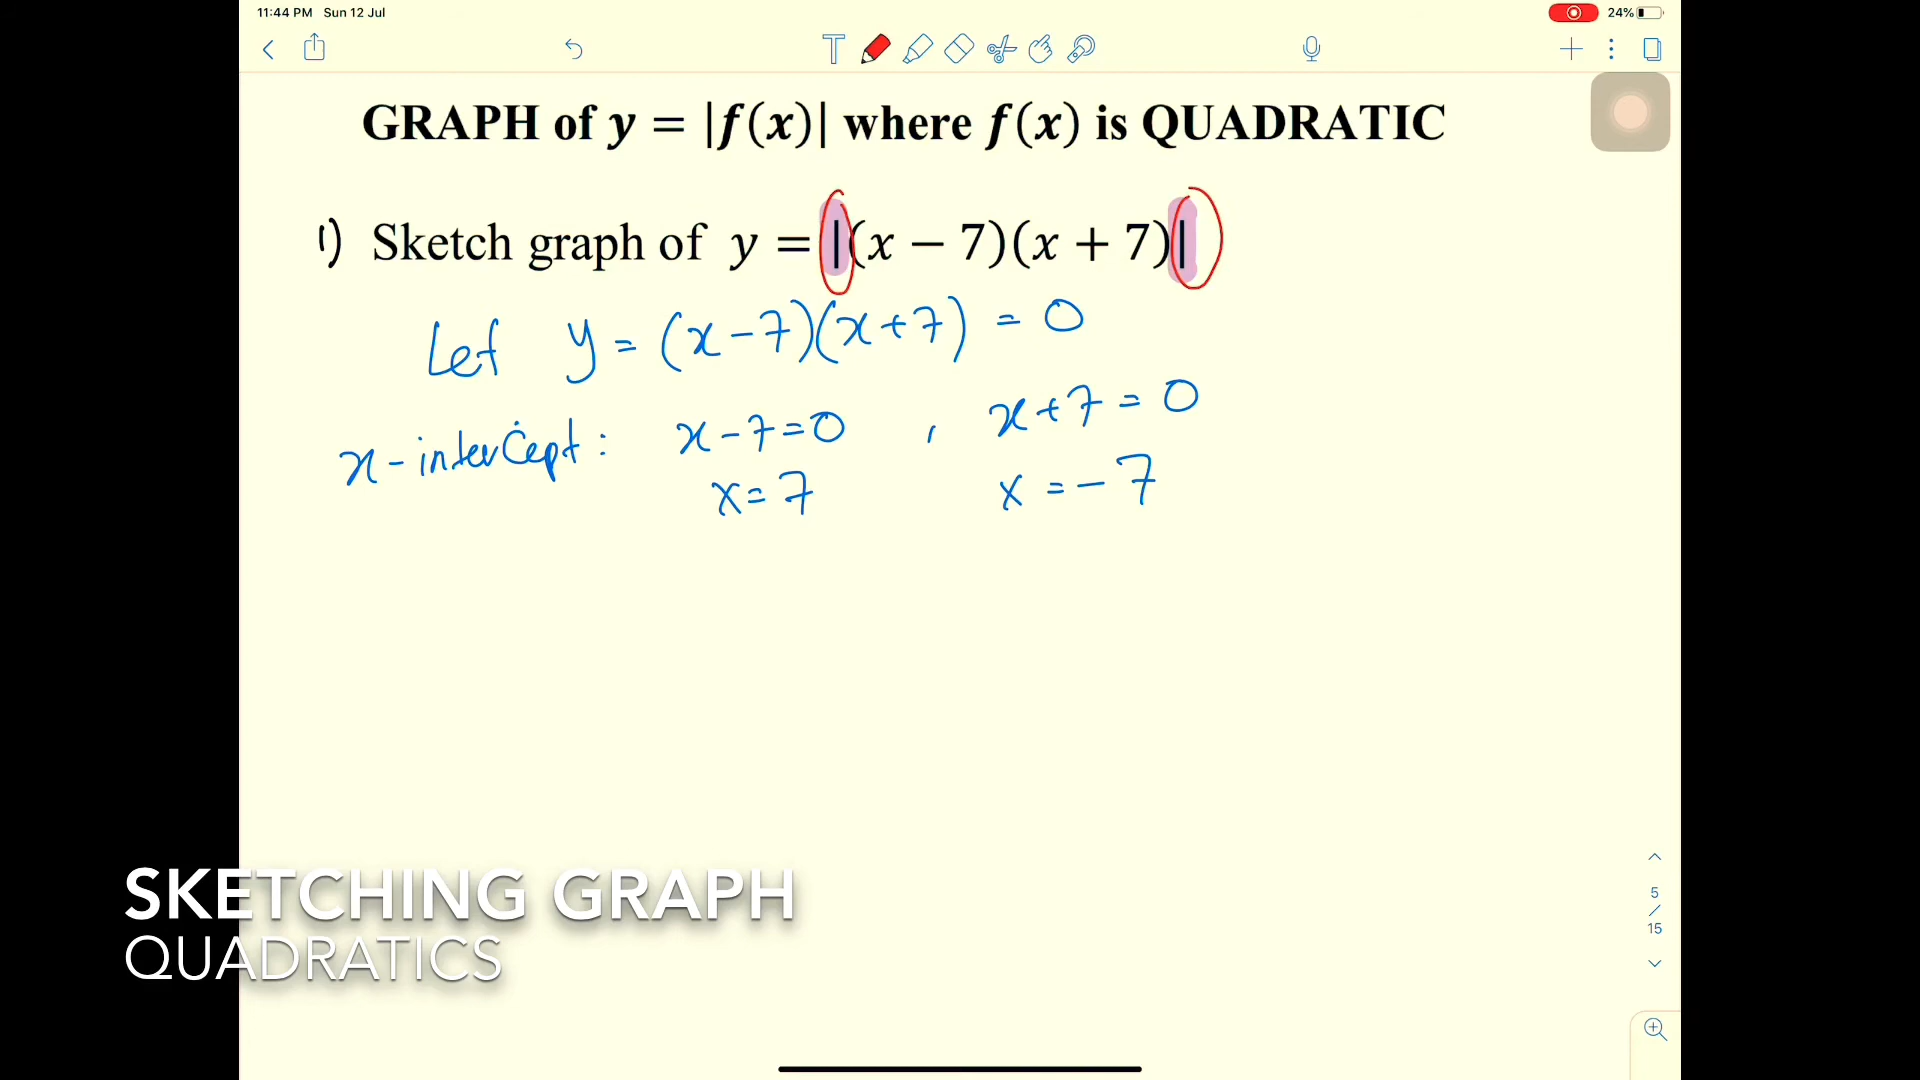 11:44 PM Sun 12 Jul
24%
T
GRAPH of y = |f(x)| where f(x) is QUADRATIC
1) Sketch graph of y = |(x − 7)(x + 7)|
Let y = (x-7)(x+7) = 0
x-intercept: x-7=0 , x+7=0
x=7 x=-7
SKETCHING GRAPH
QUADRATICS
5
/
15